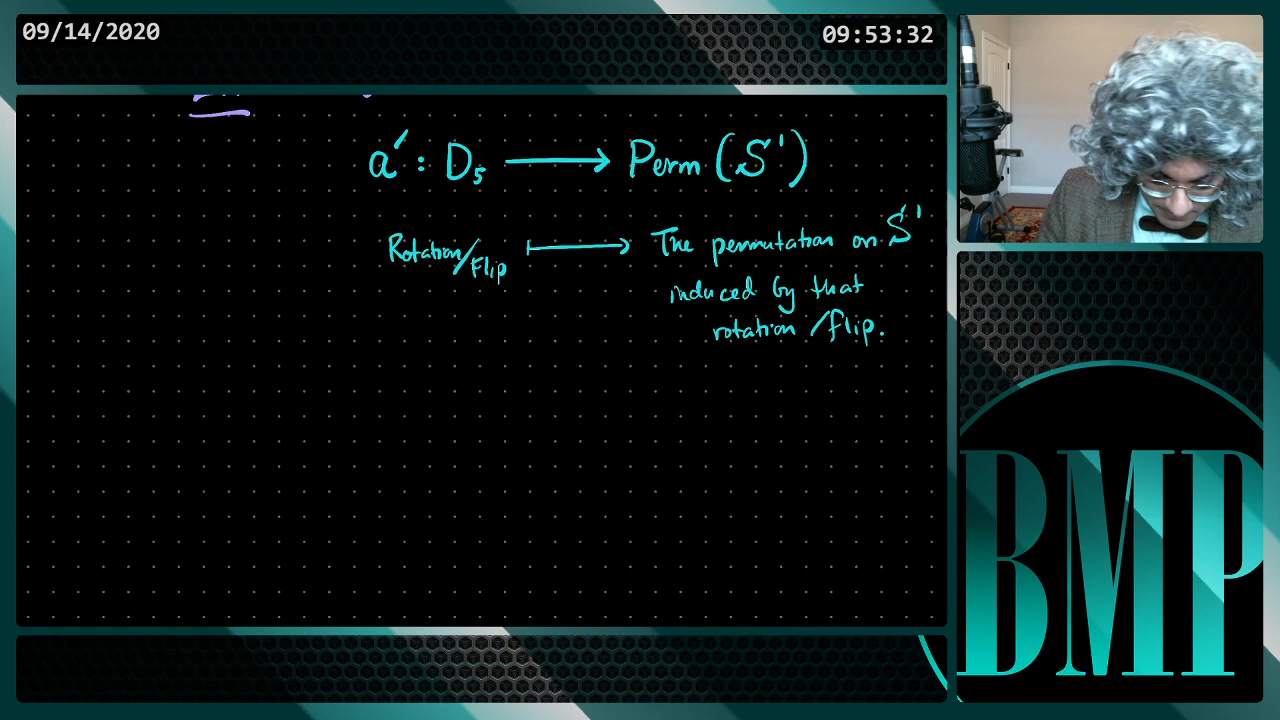 09/14/2020
09:53:32
a′ : D₅ ⟶ Perm (S′)
Rotation/Flip ⟼ The permutation on S′
induced by that
rotation/flip.
BMP